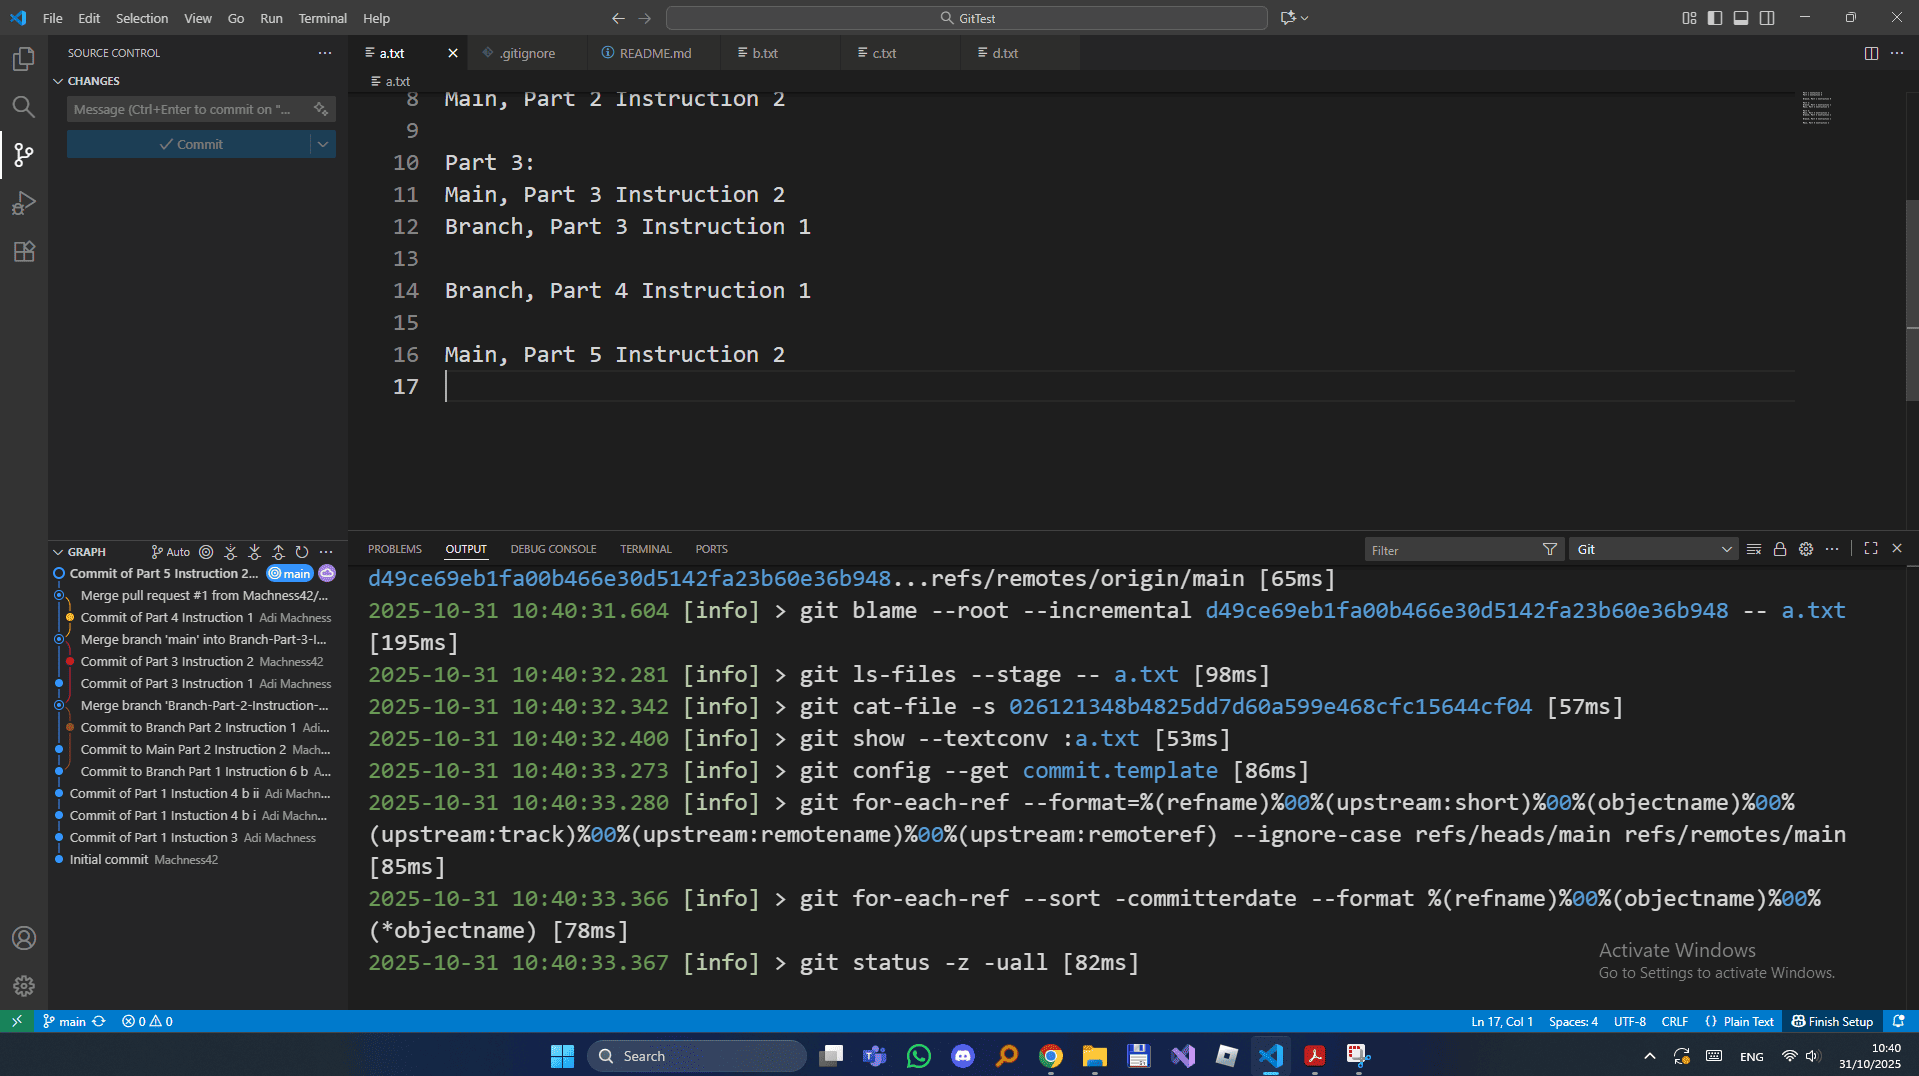 File Edit Selection View Go Run Terminal Help
GitTest
SOURCE CONTROL
CHANGES
Message (Ctrl+Enter to commit on "...
Commit
a.txt
.gitignore
README.md
b.txt
c.txt
d.txt
a.txt
8 Main, Part 2 Instruction 2
9
10 Part 3:
11 Main, Part 3 Instruction 2
12 Branch, Part 3 Instruction 1
13
14 Branch, Part 4 Instruction 1
15
16 Main, Part 5 Instruction 2
17
GRAPH
Auto
Commit of Part 5 Instruction 2... main
Merge pull request #1 from Machness42/...
Commit of Part 4 Instruction 1 Adi Machness
Merge branch 'main' into Branch-Part-3-I...
Commit of Part 3 Instruction 2 Machness42
Commit of Part 3 Instruction 1 Adi Machness
Merge branch 'Branch-Part-2-Instruction-...
Commit to Branch Part 2 Instruction 1 Adi...
Commit to Main Part 2 Instruction 2 Mach...
Commit to Branch Part 1 Instruction 6 b A...
Commit of Part 1 Instuction 4 b ii Adi Machn...
Commit of Part 1 Instuction 4 b i Adi Machn...
Commit of Part 1 Instuction 3 Adi Machness
Initial commit Machness42
PROBLEMS OUTPUT DEBUG CONSOLE TERMINAL PORTS
Filter
Git
d49ce69eb1fa00b466e30d5142fa23b60e36b948...refs/remotes/origin/main [65ms]
2025-10-31 10:40:31.604 [info] > git blame --root --incremental d49ce69eb1fa00b466e30d5142fa23b60e36b948 -- a.txt
[195ms]
2025-10-31 10:40:32.281 [info] > git ls-files --stage -- a.txt [98ms]
2025-10-31 10:40:32.342 [info] > git cat-file -s 026121348b4825dd7d60a599e468cfc15644cf04 [57ms]
2025-10-31 10:40:32.400 [info] > git show --textconv :a.txt [53ms]
2025-10-31 10:40:33.273 [info] > git config --get commit.template [86ms]
2025-10-31 10:40:33.280 [info] > git for-each-ref --format=%(refname)%00%(upstream:short)%00%(objectname)%00%
(upstream:track)%00%(upstream:remotename)%00%(upstream:remoteref) --ignore-case refs/heads/main refs/remotes/main
[85ms]
2025-10-31 10:40:33.366 [info] > git for-each-ref --sort -committerdate --format %(refname)%00%(objectname)%00%
(*objectname) [78ms]
2025-10-31 10:40:33.367 [info] > git status -z -uall [82ms]
Activate Windows
Go to Settings to activate Windows.
main
0 0
Ln 17, Col 1 Spaces: 4 UTF-8 CRLF {} Plain Text Finish Setup
Search
ENG
10:40
31/10/2025